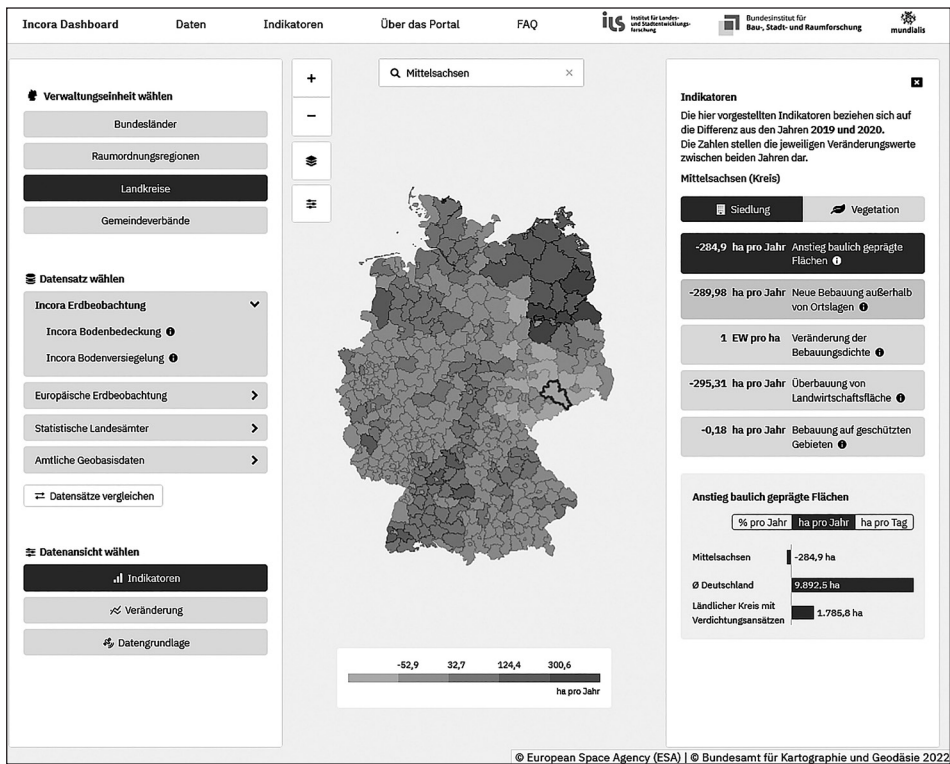 Incora Dashboard
Daten
Indikatoren
Über das Portal
FAQ
ils
Institut für Landes-
und Stadtentwicklungs-
forschung
Bundesinstitut für
Bau-, Stadt- und Raumforschung
mundialis
Verwaltungseinheit wählen
Bundesländer
Raumordnungsregionen
Landkreise
Gemeindeverbände
Datensatz wählen
Incora Erdbeobachtung
Incora Bodenbedeckung
Incora Bodenversiegelung
Europäische Erdbeobachtung
Statistische Landesämter
Amtliche Geobasisdaten
Datensätze vergleichen
Datenansicht wählen
Indikatoren
Veränderung
Datengrundlage
+
−
Mittelsachsen ×
-52,9 32,7 124,4 300,6
ha pro Jahr
Indikatoren
Die hier vorgestellten Indikatoren beziehen sich auf
die Differenz aus den Jahren 2019 und 2020.
Die Zahlen stellen die jeweiligen Veränderungswerte
zwischen beiden Jahren dar.
Mittelsachsen (Kreis)
Siedlung
Vegetation
-284,9 ha pro Jahr Anstieg baulich geprägte
Flächen
-289,98 ha pro Jahr Neue Bebauung außerhalb
von Ortslagen
1 EW pro ha Veränderung der
Bebauungsdichte
-295,31 ha pro Jahr Überbauung von
Landwirtschaftsfläche
-0,18 ha pro Jahr Bebauung auf geschützten
Gebieten
Anstieg baulich geprägte Flächen
% pro Jahr ha pro Jahr ha pro Tag
Mittelsachsen -284,9 ha
Ø Deutschland 9.892,5 ha
Ländlicher Kreis mit
Verdichtungsansätzen 1.785,8 ha
© European Space Agency (ESA) | © Bundesamt für Kartographie und Geodäsie 2022